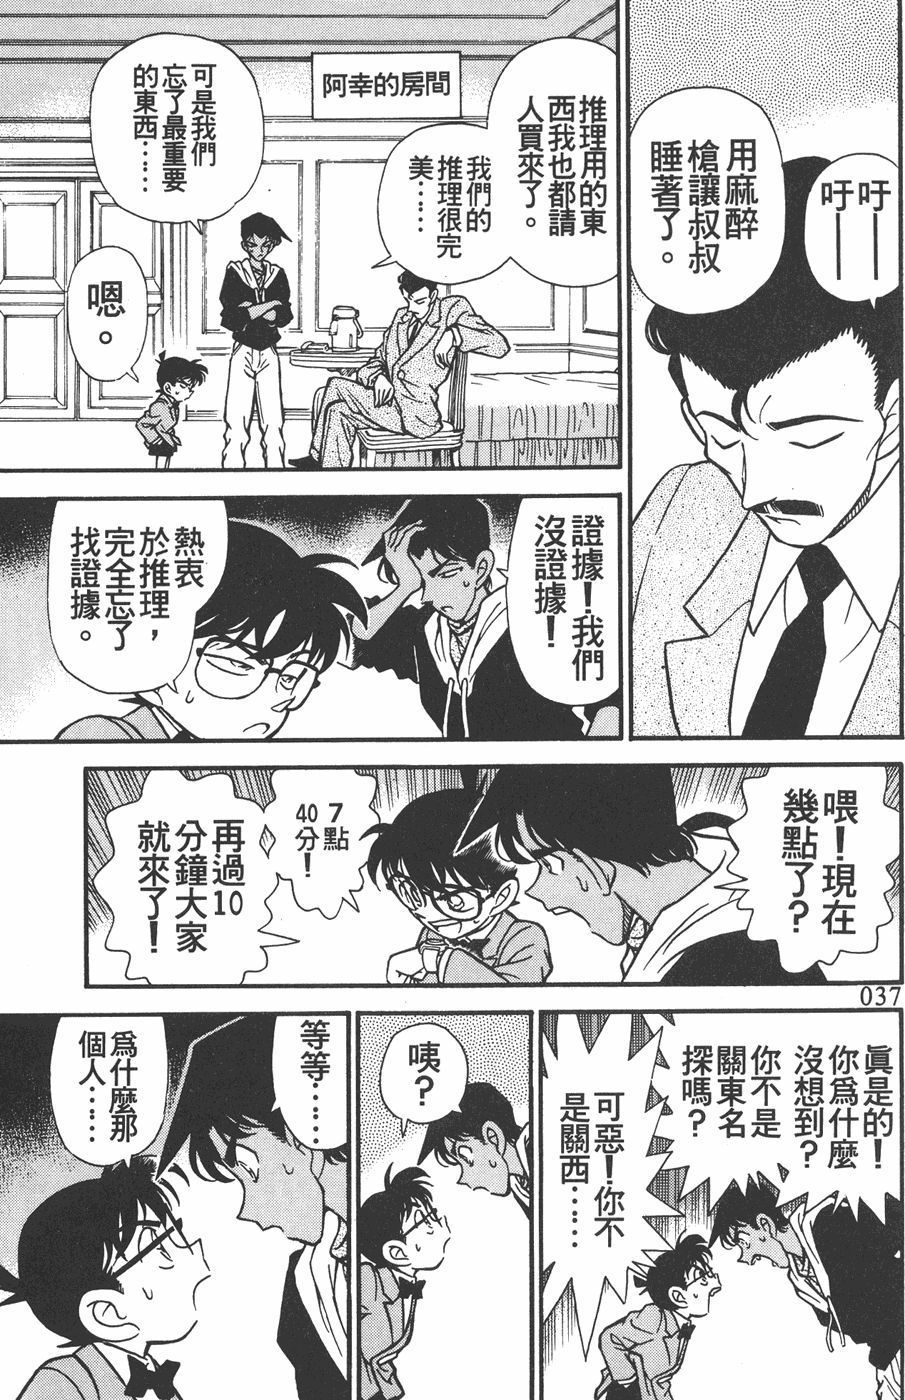 吁——
吁——
用麻醉
槍讓叔叔
睡著了。
推理用的東
西我也都請
人買來了。
我們的
推理很完
美……
阿幸的房間
可是我們
忘了最重要
的東西……
嗯。
證據！我們
沒證據！
熱衷
於推理，
完全忘了
找證據。
喂！現在
幾點了？
7點
40分！
再過10
分鐘大家
就來了！
037
眞是的！
你爲什麼
沒想到？
你不是
關東名
探嗎？
可惡！你不
是關西……
咦？
等等……
爲什麼那
個人……